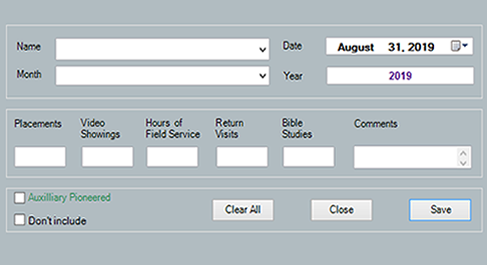 Name
Date
August 31, 2019
Month
Year
2019
Placements
Video
Showings
Hours of
Field Service
Return
Visits
Bible
Studies
Comments
Auxilliary Pioneered
Don't include
Clear All
Close
Save